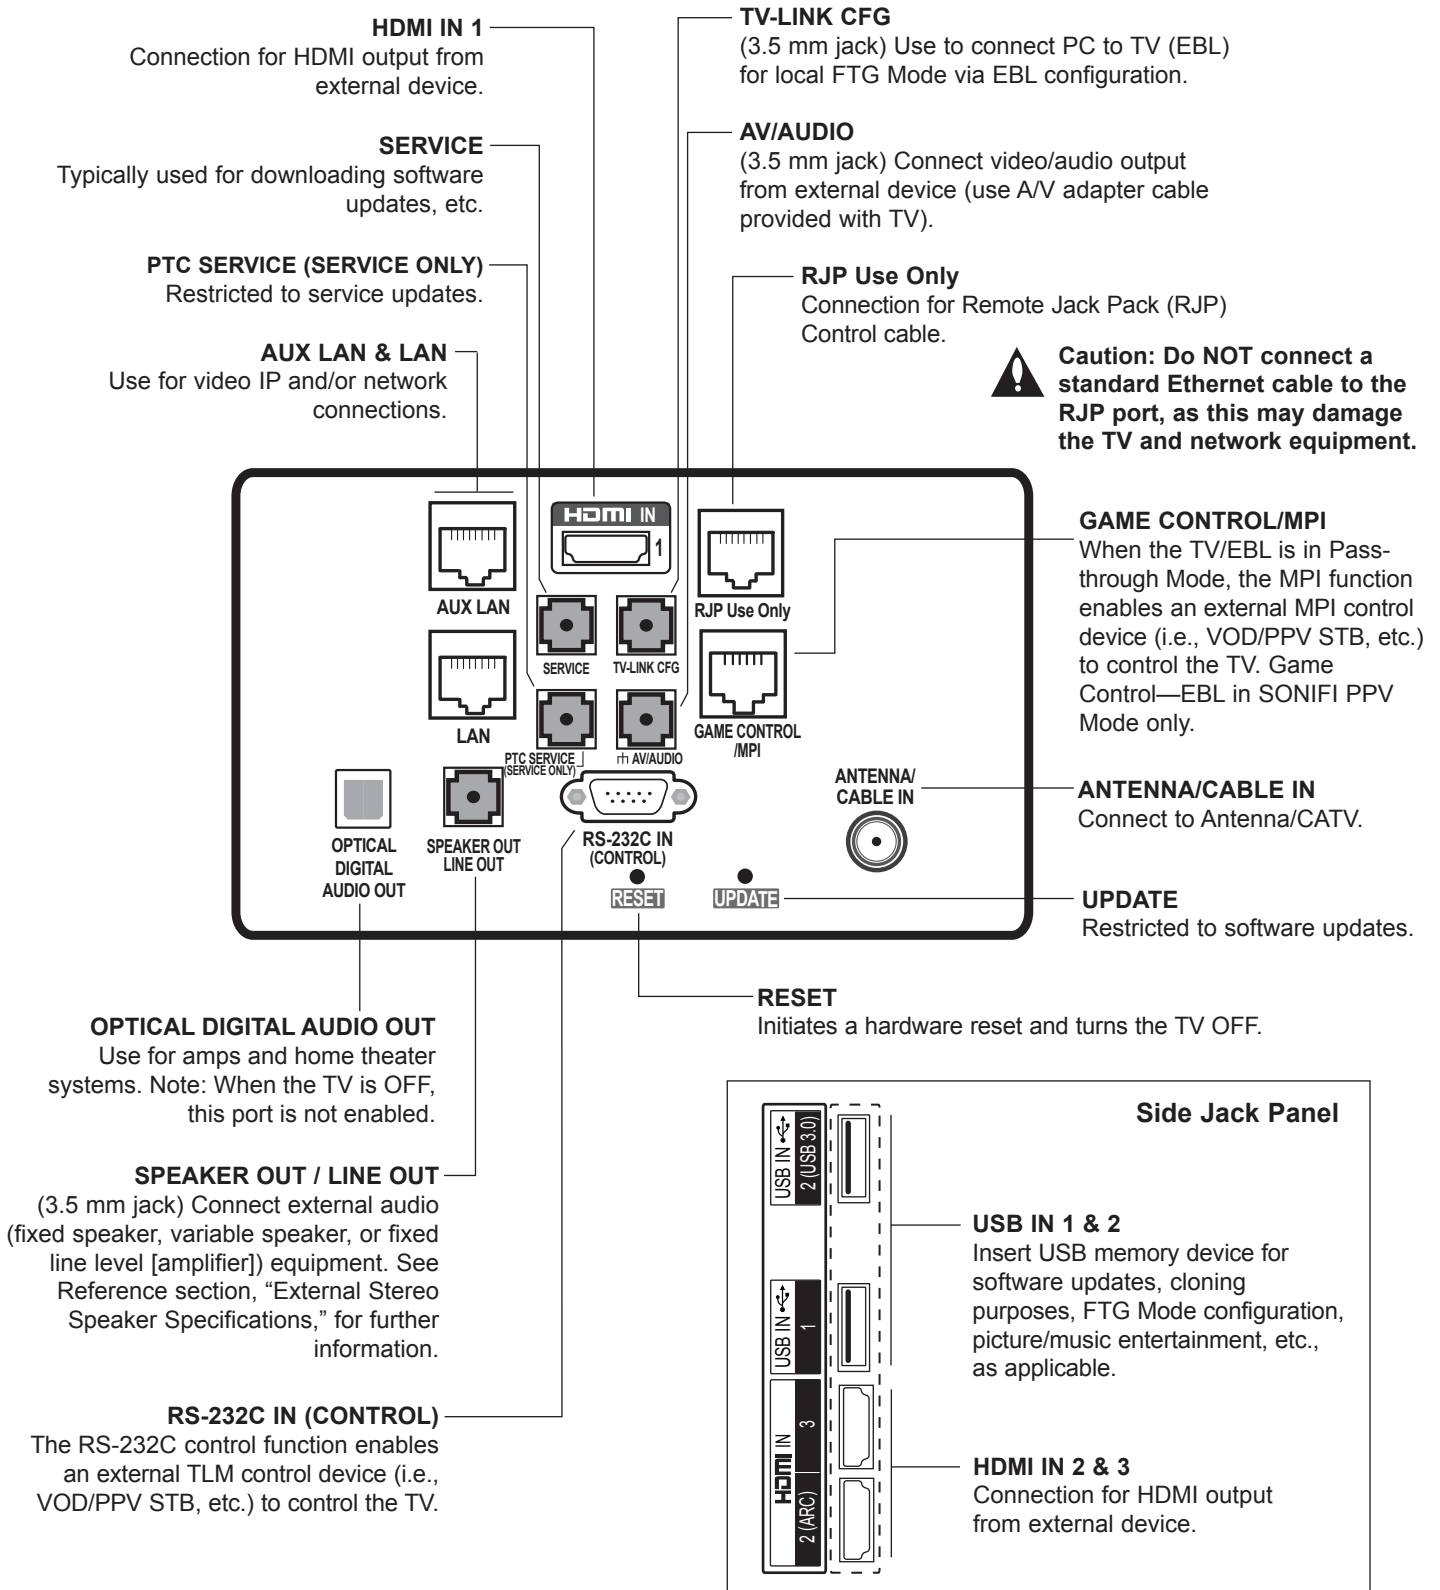 HDMI IN 1
Connection for HDMI output from
external device.
SERVICE
Typically used for downloading software
updates, etc.
PTC SERVICE (SERVICE ONLY)
Restricted to service updates.
AUX LAN & LAN
Use for video IP and/or network
connections.
TV-LINK CFG
(3.5 mm jack) Use to connect PC to TV (EBL)
for local FTG Mode via EBL configuration.
AV/AUDIO
(3.5 mm jack) Connect video/audio output
from external device (use A/V adapter cable
provided with TV).
RJP Use Only
Connection for Remote Jack Pack (RJP)
Control cable.
Caution: Do NOT connect a
standard Ethernet cable to the
RJP port, as this may damage
the TV and network equipment.
HDMI IN
1
AUX LAN
RJP Use Only
SERVICE
TV-LINK CFG
LAN
GAME CONTROL
/MPI
PTC SERVICE
(SERVICE ONLY)
AV/AUDIO
ANTENNA/
CABLE IN
OPTICAL
DIGITAL
AUDIO OUT
SPEAKER OUT
LINE OUT
RS-232C IN
(CONTROL)
RESET
UPDATE
GAME CONTROL/MPI
When the TV/EBL is in Pass-
through Mode, the MPI function
enables an external MPI control
device (i.e., VOD/PPV STB, etc.)
to control the TV. Game
Control—EBL in SONIFI PPV
Mode only.
ANTENNA/CABLE IN
Connect to Antenna/CATV.
UPDATE
Restricted to software updates.
RESET
Initiates a hardware reset and turns the TV OFF.
OPTICAL DIGITAL AUDIO OUT
Use for amps and home theater
systems. Note: When the TV is OFF,
this port is not enabled.
SPEAKER OUT / LINE OUT
(3.5 mm jack) Connect external audio
(fixed speaker, variable speaker, or fixed
line level [amplifier]) equipment. See
Reference section, “External Stereo
Speaker Specifications,” for further
information.
RS-232C IN (CONTROL)
The RS-232C control function enables
an external TLM control device (i.e.,
VOD/PPV STB, etc.) to control the TV.
Side Jack Panel
USB IN
2 (USB 3.0)
USB IN
1
HDMI IN
3
2 (ARC)
USB IN 1 & 2
Insert USB memory device for
software updates, cloning
purposes, FTG Mode configuration,
picture/music entertainment, etc.,
as applicable.
HDMI IN 2 & 3
Connection for HDMI output
from external device.